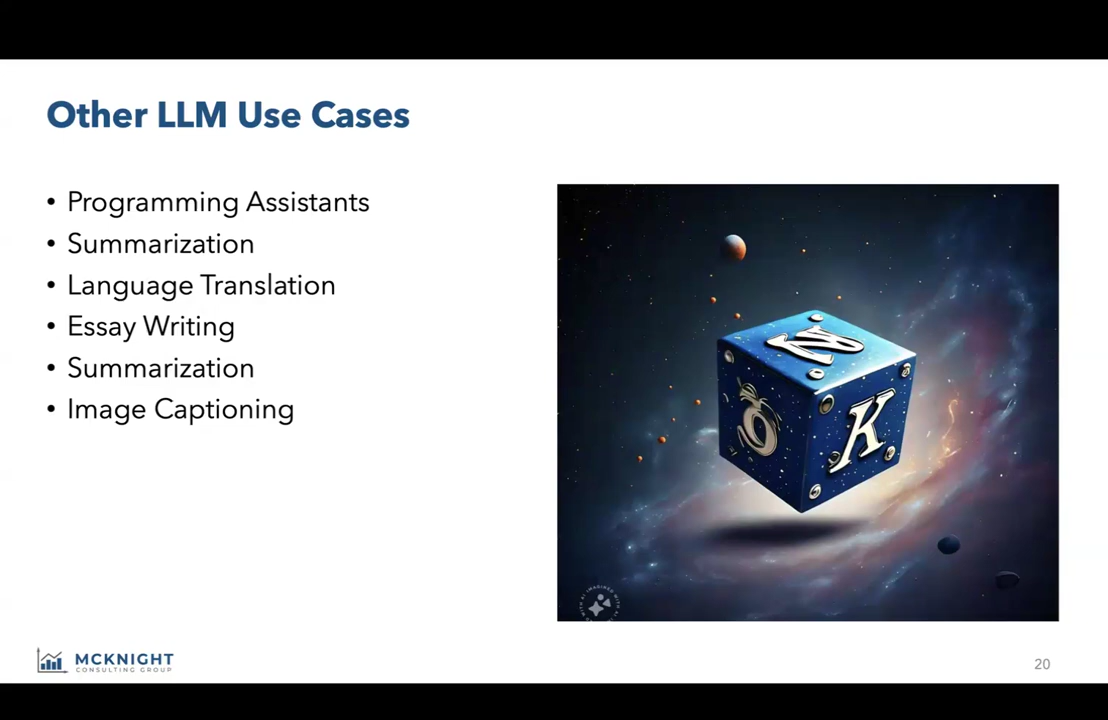 Other LLM Use Cases
• Programming Assistants
• Summarization
• Language Translation
• Essay Writing
• Summarization
• Image Captioning
N
K
MCKNIGHT
CONSULTING GROUP
20